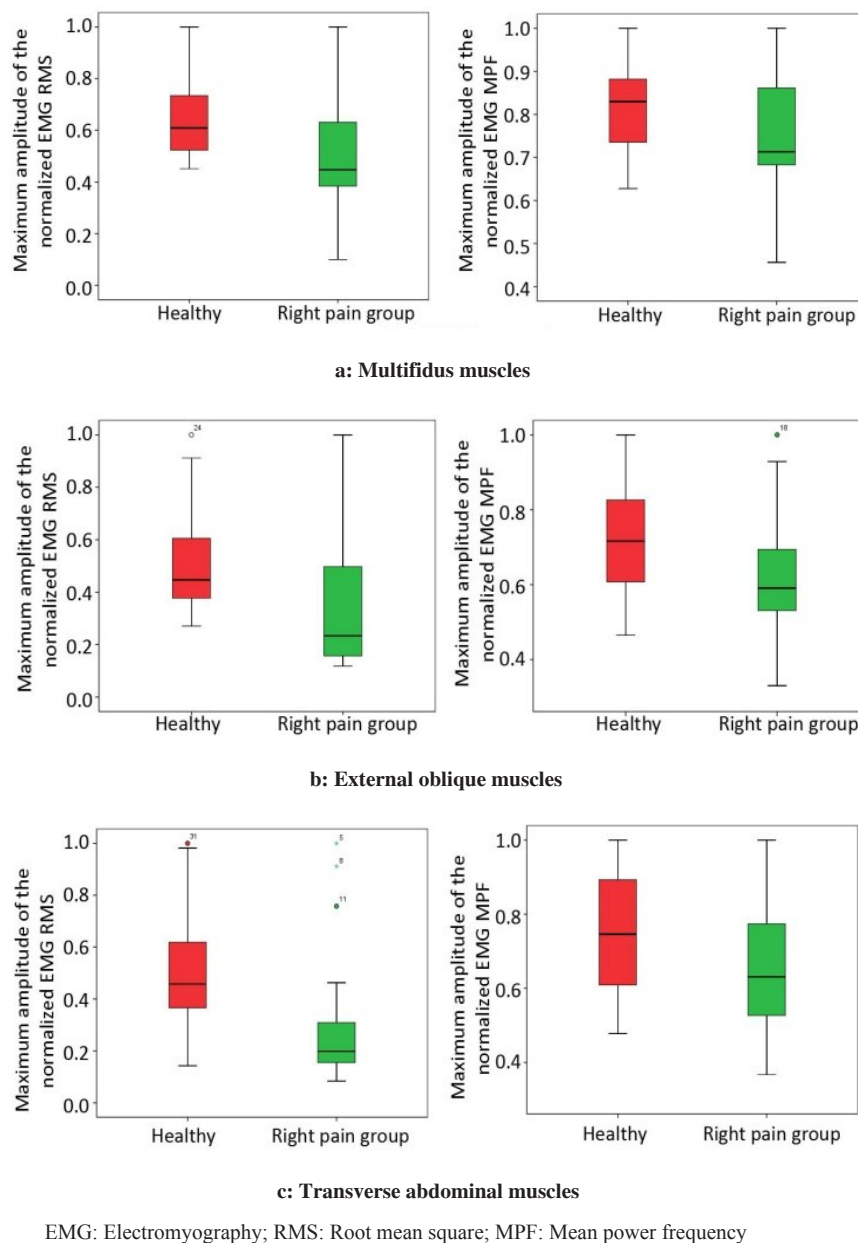 Maximum amplitude of the
normalized EMG RMS
1.0
0.8
0.6
0.4
0.2
0.0
Healthy
Right pain group
Maximum amplitude of the
normalized EMG MPF
1.0
0.9
0.8
0.7
0.6
0.5
0.4
Healthy
Right pain group
a: Multifidus muscles
Maximum amplitude of the
normalized EMG RMS
1.0
0.8
0.6
0.4
0.2
0.0
24
Healthy
Right pain group
Maximum amplitude of the
normalized EMG MPF
1.0
0.8
0.6
0.4
18
Healthy
Right pain group
b: External oblique muscles
Maximum amplitude of the
normalized EMG RMS
1.0
0.8
0.6
0.4
0.2
0.0
31
5
8
11
Healthy
Right pain group
Maximum amplitude of the
normalized EMG MPF
1.0
0.8
0.6
0.4
Healthy
Right pain group
c: Transverse abdominal muscles
EMG: Electromyography; RMS: Root mean square; MPF: Mean power frequency